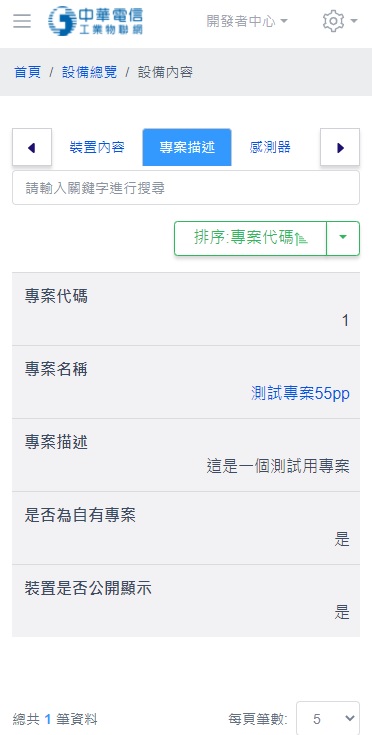 中華電信
工業物聯網
開發者中心
首頁 / 設備總覽 / 設備內容
裝置內容 專案描述 感測器
請輸入關鍵字進行搜尋
排序:專案代碼
專案代碼
1
專案名稱
測試專案55pp
專案描述
這是一個測試用專案
是否為自有專案
是
裝置是否公開顯示
是
總共 1 筆資料 每頁筆數: 5